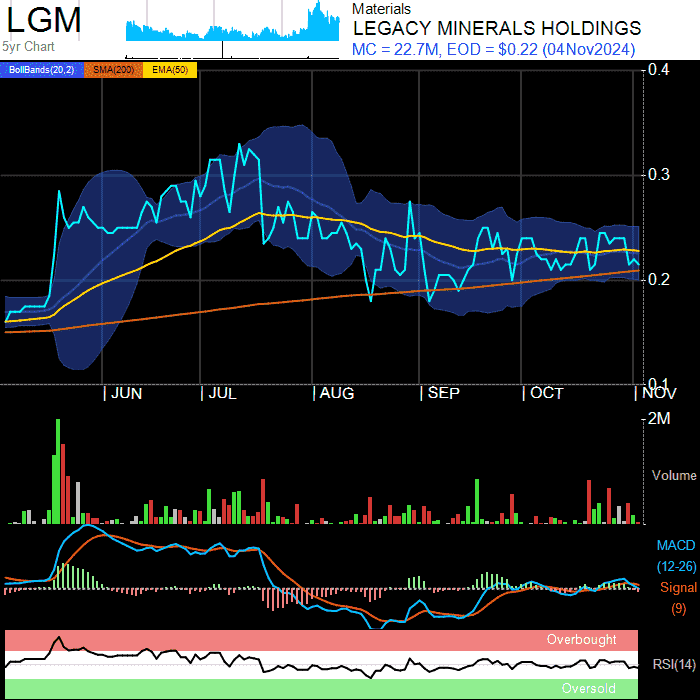 LGM
5yr Chart
Materials
LEGACY MINERALS HOLDINGS
MC = 22.7M, EOD = $0.22 (04Nov2024)
BollBands(20,2) SMA(200) EMA(50)
0.4
0.3
0.2
0.1
JUN JUL AUG SEP OCT NOV
2M
Volume
MACD
(12-26)
Signal
(9)
Overbought
RSI(14)
Oversold